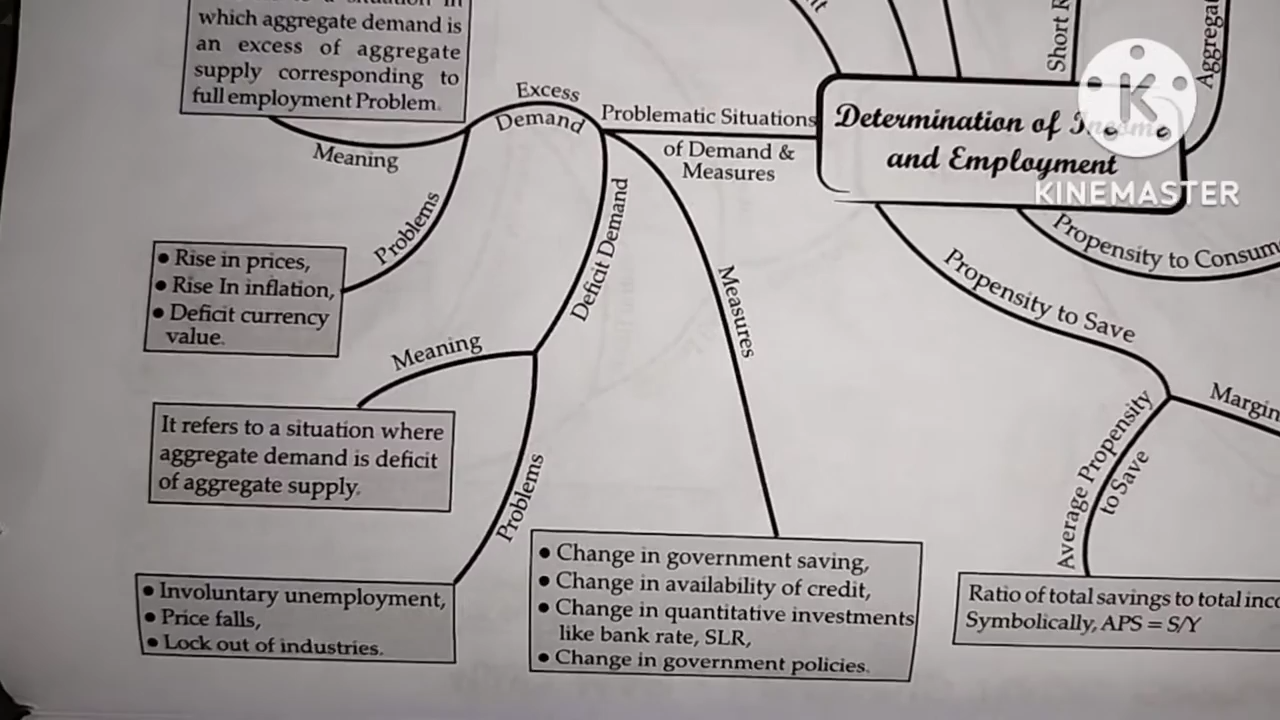 which aggregate demand is
an excess of aggregate
supply corresponding to
full employment Problem.
Meaning
Excess
Demand
Problematic Situations
of Demand &
Measures
Determination of Income
and Employment
KINEMASTER
Short R
Aggregat
Problems
• Rise in prices,
• Rise In inflation,
• Deficit currency
value.
Deficit Demand
Measures
Propensity to Consum
Propensity to Save
Meaning
It refers to a situation where
aggregate demand is deficit
of aggregate supply.
Problems
• Involuntary unemployment,
• Price falls,
• Lock out of industries.
• Change in government saving,
• Change in availability of credit,
• Change in quantitative investments
like bank rate, SLR,
• Change in government policies.
Average Propensity
to Save
Margin
Ratio of total savings to total inco
Symbolically, APS = S/Y